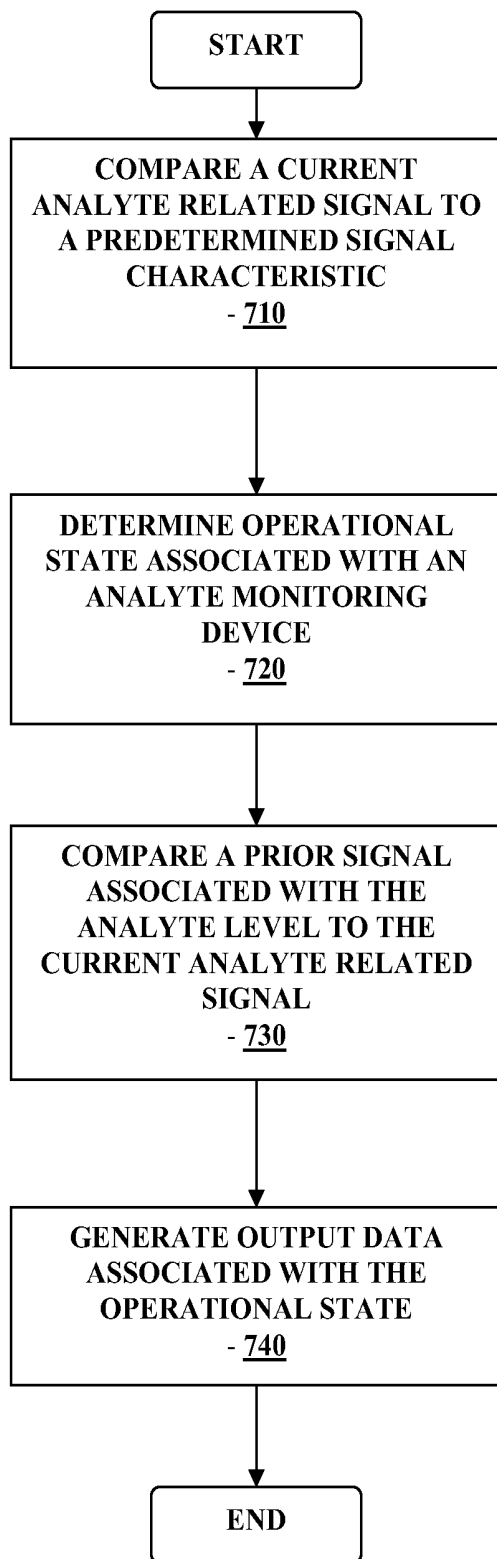 START
COMPARE A CURRENT
ANALYTE RELATED SIGNAL TO
A PREDETERMINED SIGNAL
CHARACTERISTIC
- 710
DETERMINE OPERATIONAL
STATE ASSOCIATED WITH AN
ANALYTE MONITORING
DEVICE
- 720
COMPARE A PRIOR SIGNAL
ASSOCIATED WITH THE
ANALYTE LEVEL TO THE
CURRENT ANALYTE RELATED
SIGNAL
- 730
GENERATE OUTPUT DATA
ASSOCIATED WITH THE
OPERATIONAL STATE
- 740
END